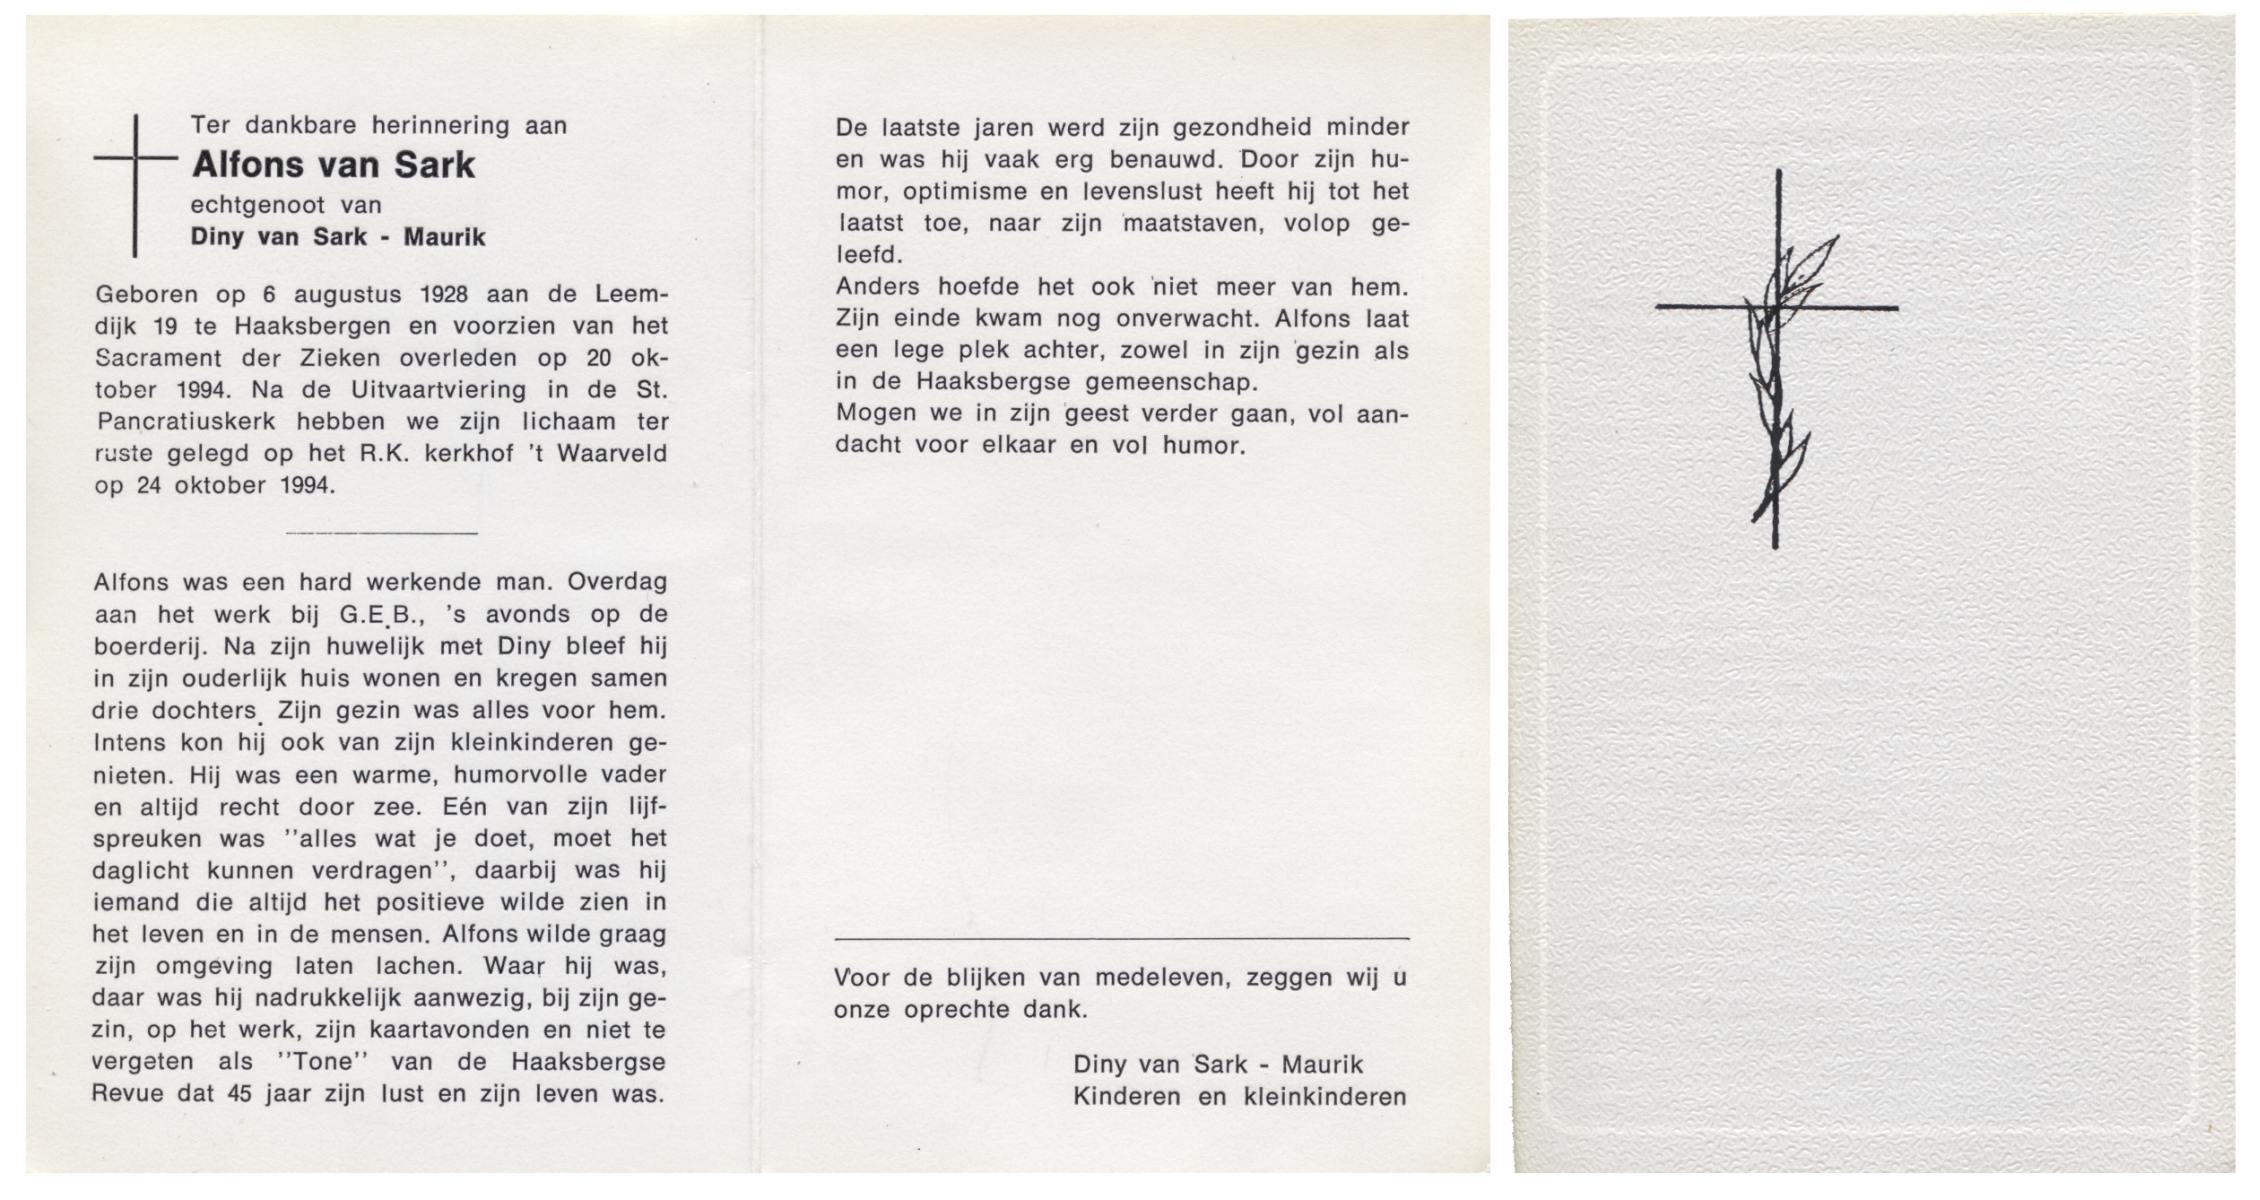 Ter dankbare herinnering aan
Alfons van Sark
echtgenoot van
Diny van Sark - Maurik
Geboren op 6 augustus 1928 aan de Leem-
dijk 19 te Haaksbergen en voorzien van het
Sacrament der Zieken overleden op 20 ok-
tober 1994. Na de Uitvaartviering in de St.
Pancratiuskerk hebben we zijn lichaam ter
ruste gelegd op het R.K. kerkhof 't Waarveld
op 24 oktober 1994.
Alfons was een hard werkende man. Overdag
aan het werk bij G.E.B., 's avonds op de
boerderij. Na zijn huwelijk met Diny bleef hij
in zijn ouderlijk huis wonen en kregen samen
drie dochters. Zijn gezin was alles voor hem.
Intens kon hij ook van zijn kleinkinderen ge-
nieten. Hij was een warme, humorvolle vader
en altijd recht door zee. Eén van zijn lijf-
spreuken was ''alles wat je doet, moet het
daglicht kunnen verdragen'', daarbij was hij
iemand die altijd het positieve wilde zien in
het leven en in de mensen. Alfons wilde graag
zijn omgeving laten lachen. Waar hij was,
daar was hij nadrukkelijk aanwezig, bij zijn ge-
zin, op het werk, zijn kaartavonden en niet te
vergeten als ''Tone'' van de Haaksbergse
Revue dat 45 jaar zijn lust en zijn leven was.
De laatste jaren werd zijn gezondheid minder
en was hij vaak erg benauwd. Door zijn hu-
mor, optimisme en levenslust heeft hij tot het
laatst toe, naar zijn maatstaven, volop ge-
leefd.
Anders hoefde het ook niet meer van hem.
Zijn einde kwam nog onverwacht. Alfons laat
een lege plek achter, zowel in zijn gezin als
in de Haaksbergse gemeenschap.
Mogen we in zijn geest verder gaan, vol aan-
dacht voor elkaar en vol humor.
Voor de blijken van medeleven, zeggen wij u
onze oprechte dank.
Diny van Sark - Maurik
Kinderen en kleinkinderen